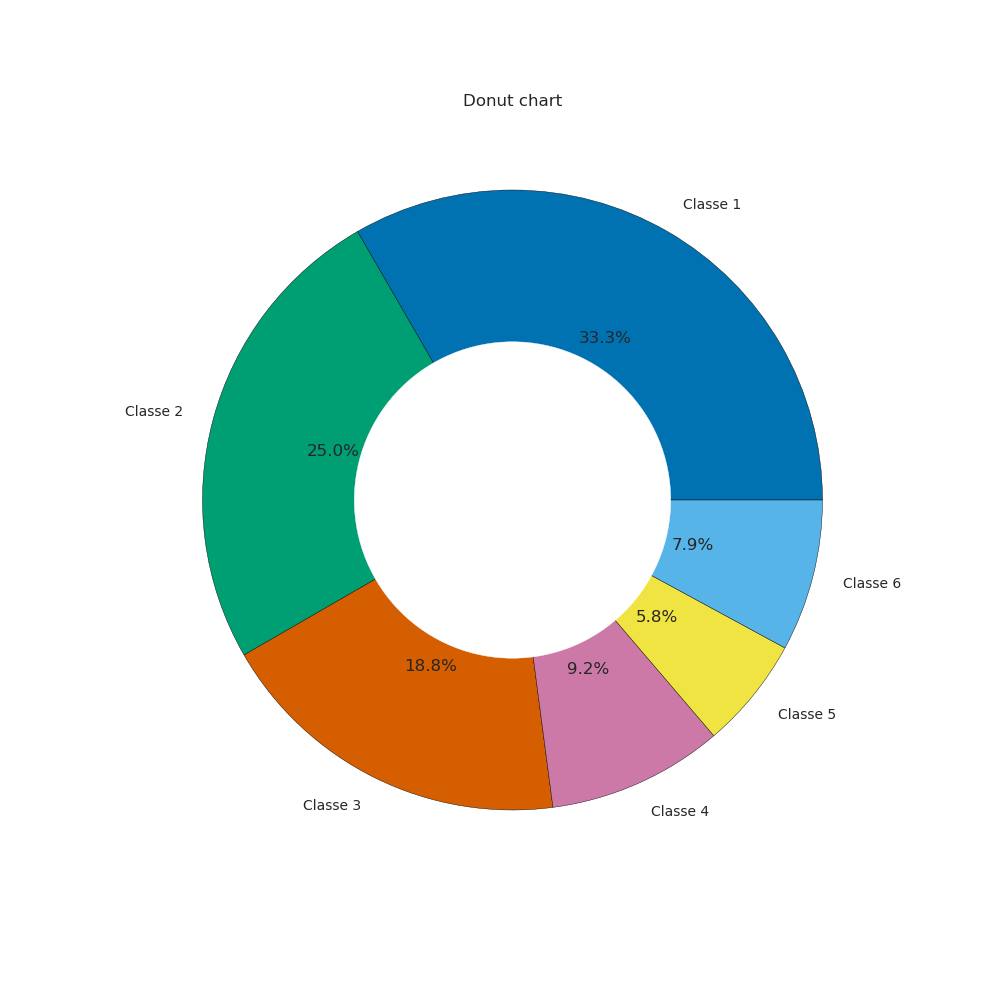 Donut chart
Classe 1
33.3%
Classe 2
25.0%
Classe 3
18.8%
Classe 4
9.2%
Classe 5
5.8%
Classe 6
7.9%